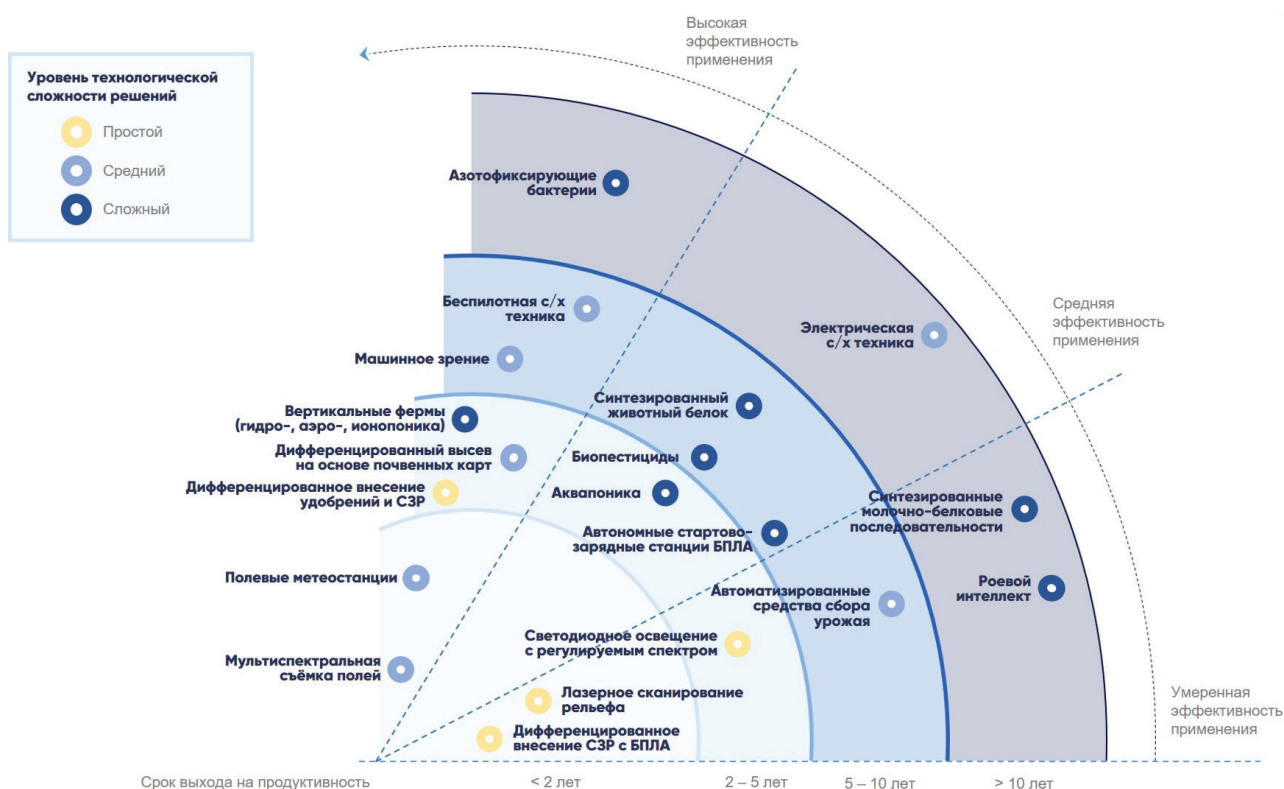 Высокая
эффективность
применения
Уровень технологической
сложности решений
Простой
Средний
Сложный
Азотофиксирующие
бактерии
Средняя
эффективность
применения
Беспилотная с/х
техника
Электрическая
с/х техника
Машинное зрение
Синтезированный
животный белок
Вертикальные фермы
(гидро-, аэро-, ионопоника)
Дифференцированный высев
на основе почвенных карт
Биопестициды
Дифференцированное внесение
удобрений и СЗР
Аквапоника
Синтезированные
молочно-белковые
последовательности
Автономные стартово-
зарядные станции БПЛА
Полевые метеостанции
Роевой
интеллект
Автоматизированные
средства сбора
урожая
Светодиодное освещение
с регулируемым спектром
Мультиспектральная
съёмка полей
Лазерное сканирование
рельефа
Умеренная
эффективность
применения
Дифференцированное
внесение СЗР с БПЛА
Срок выхода на продуктивность
< 2 лет
2 – 5 лет
5 – 10 лет
> 10 лет